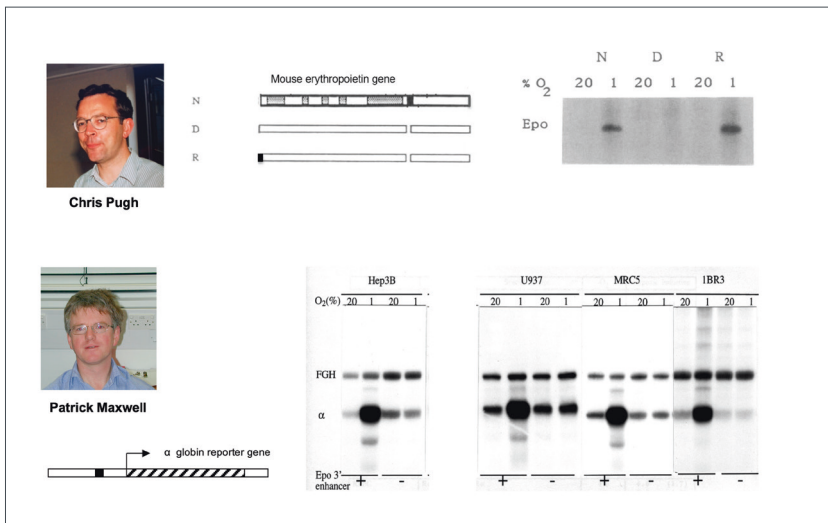 Mouse erythropoietin gene
N
D
R
N D R
% O2 20 1 20 1 20 1
Epo
Chris Pugh
Hep3B U937 MRC5 1BR3
O2(%) 20 1 20 1 20 1 20 1 20 1 20 1 20 1 20 1
FGH
α
Patrick Maxwell
α globin reporter gene
Epo 3'
enhancer
+ - + - + - + -